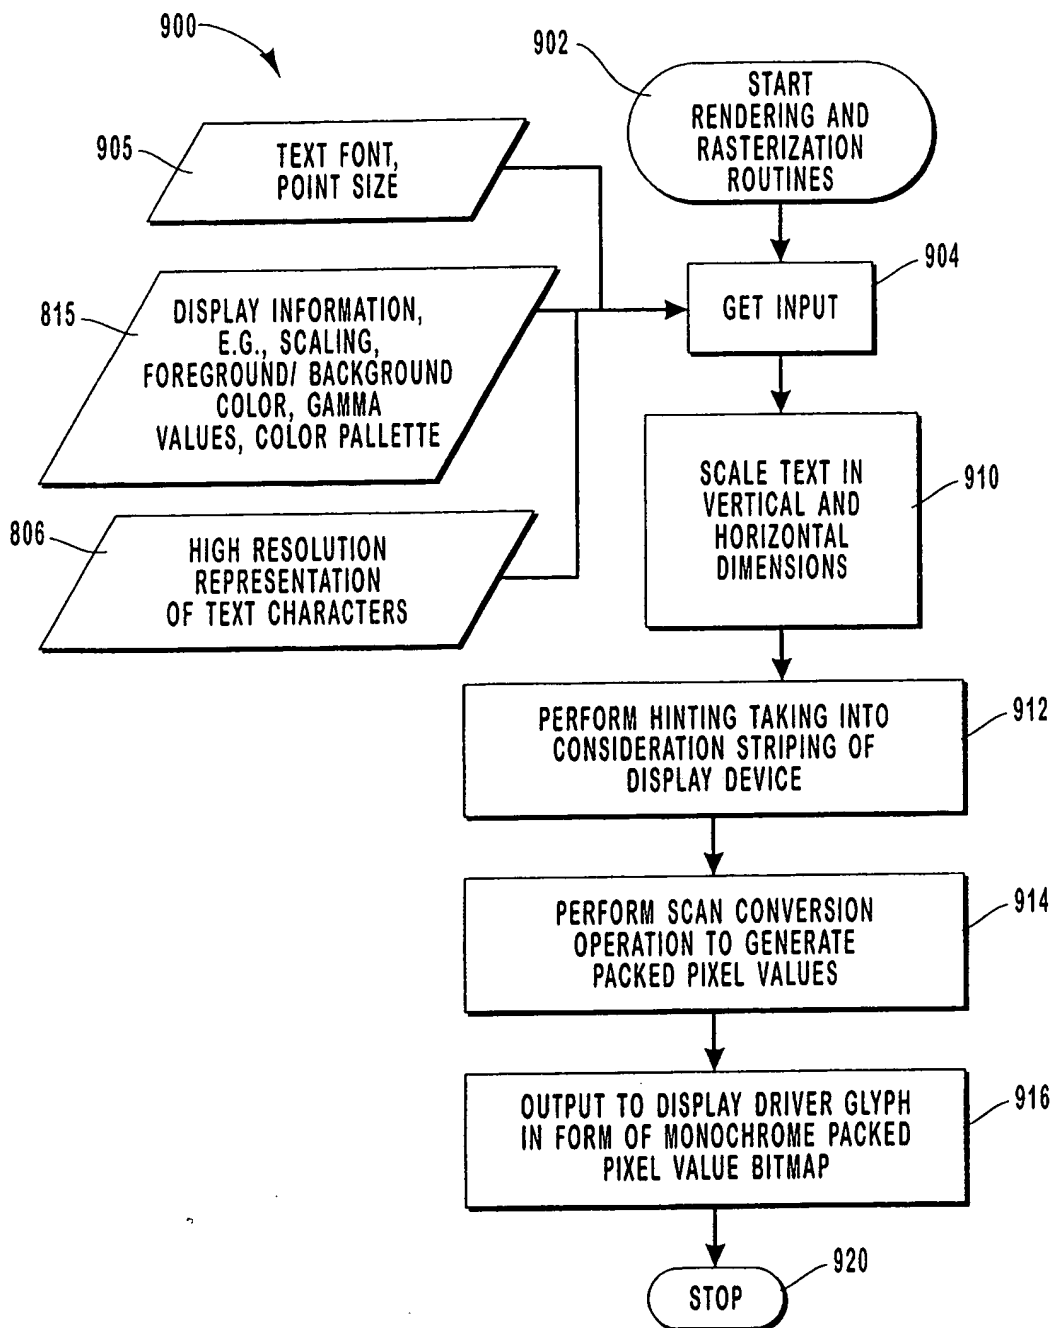 900
902
START
RENDERING AND
RASTERIZATION
ROUTINES
905
TEXT FONT,
POINT SIZE
904
GET INPUT
815
DISPLAY INFORMATION,
E.G., SCALING,
FOREGROUND/ BACKGROUND
COLOR, GAMMA
VALUES, COLOR PALLETTE
910
SCALE TEXT IN
VERTICAL AND
HORIZONTAL
DIMENSIONS
806
HIGH RESOLUTION
REPRESENTATION
OF TEXT CHARACTERS
912
PERFORM HINTING TAKING INTO
CONSIDERATION STRIPING OF
DISPLAY DEVICE
914
PERFORM SCAN CONVERSION
OPERATION TO GENERATE
PACKED PIXEL VALUES
916
OUTPUT TO DISPLAY DRIVER GLYPH
IN FORM OF MONOCHROME PACKED
PIXEL VALUE BITMAP
920
STOP